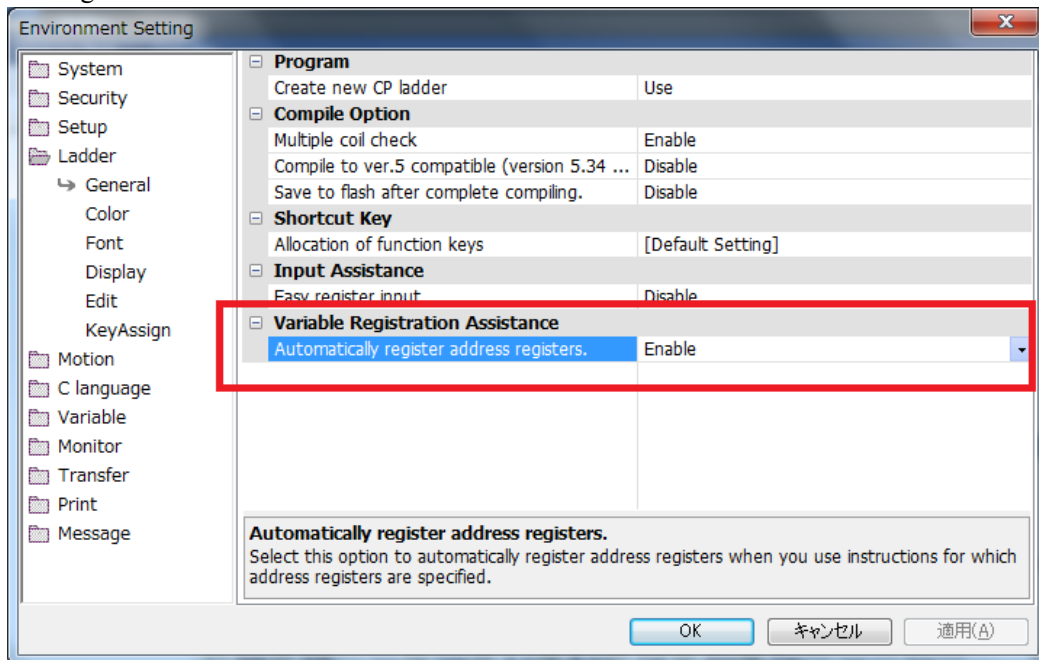 Environment Setting
System
Security
Setup
Ladder
General
Color
Font
Display
Edit
KeyAssign
Motion
C language
Variable
Monitor
Transfer
Print
Message
Program
Create new CP ladder Use
Compile Option
Multiple coil check Enable
Compile to ver.5 compatible (version 5.34 ... Disable
Save to flash after complete compiling. Disable
Shortcut Key
Allocation of function keys [Default Setting]
Input Assistance
Easy register input Disable
Variable Registration Assistance
Automatically register address registers. Enable
Automatically register address registers.
Select this option to automatically register address registers when you use instructions for which
address registers are specified.
OK キャンセル 適用(A)